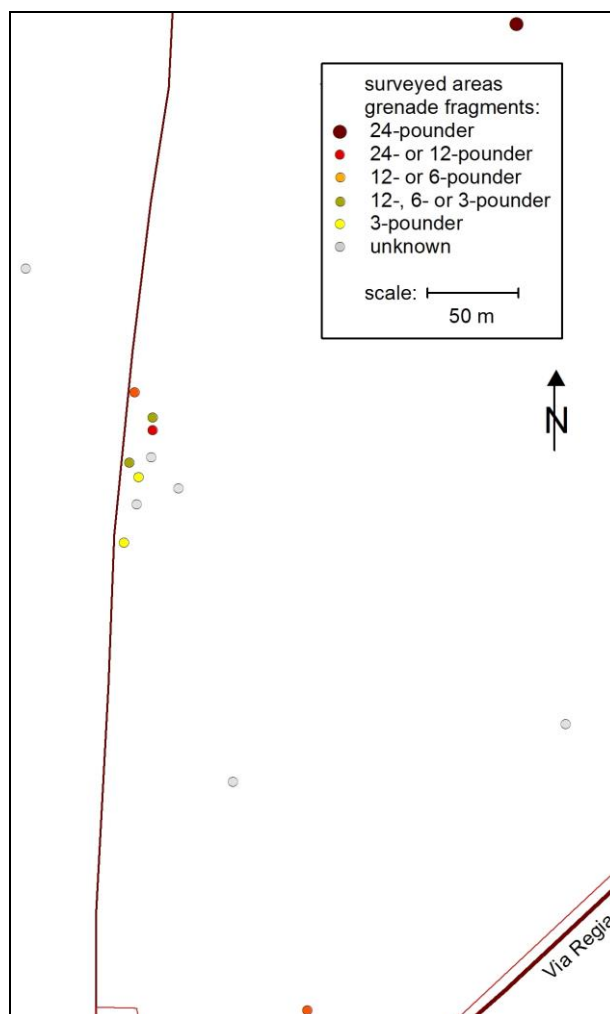 surveyed areas
grenade fragments:
24-pounder
24- or 12-pounder
12- or 6-pounder
12-, 6- or 3-pounder
3-pounder
unknown
scale:
50 m
N
Via Regia